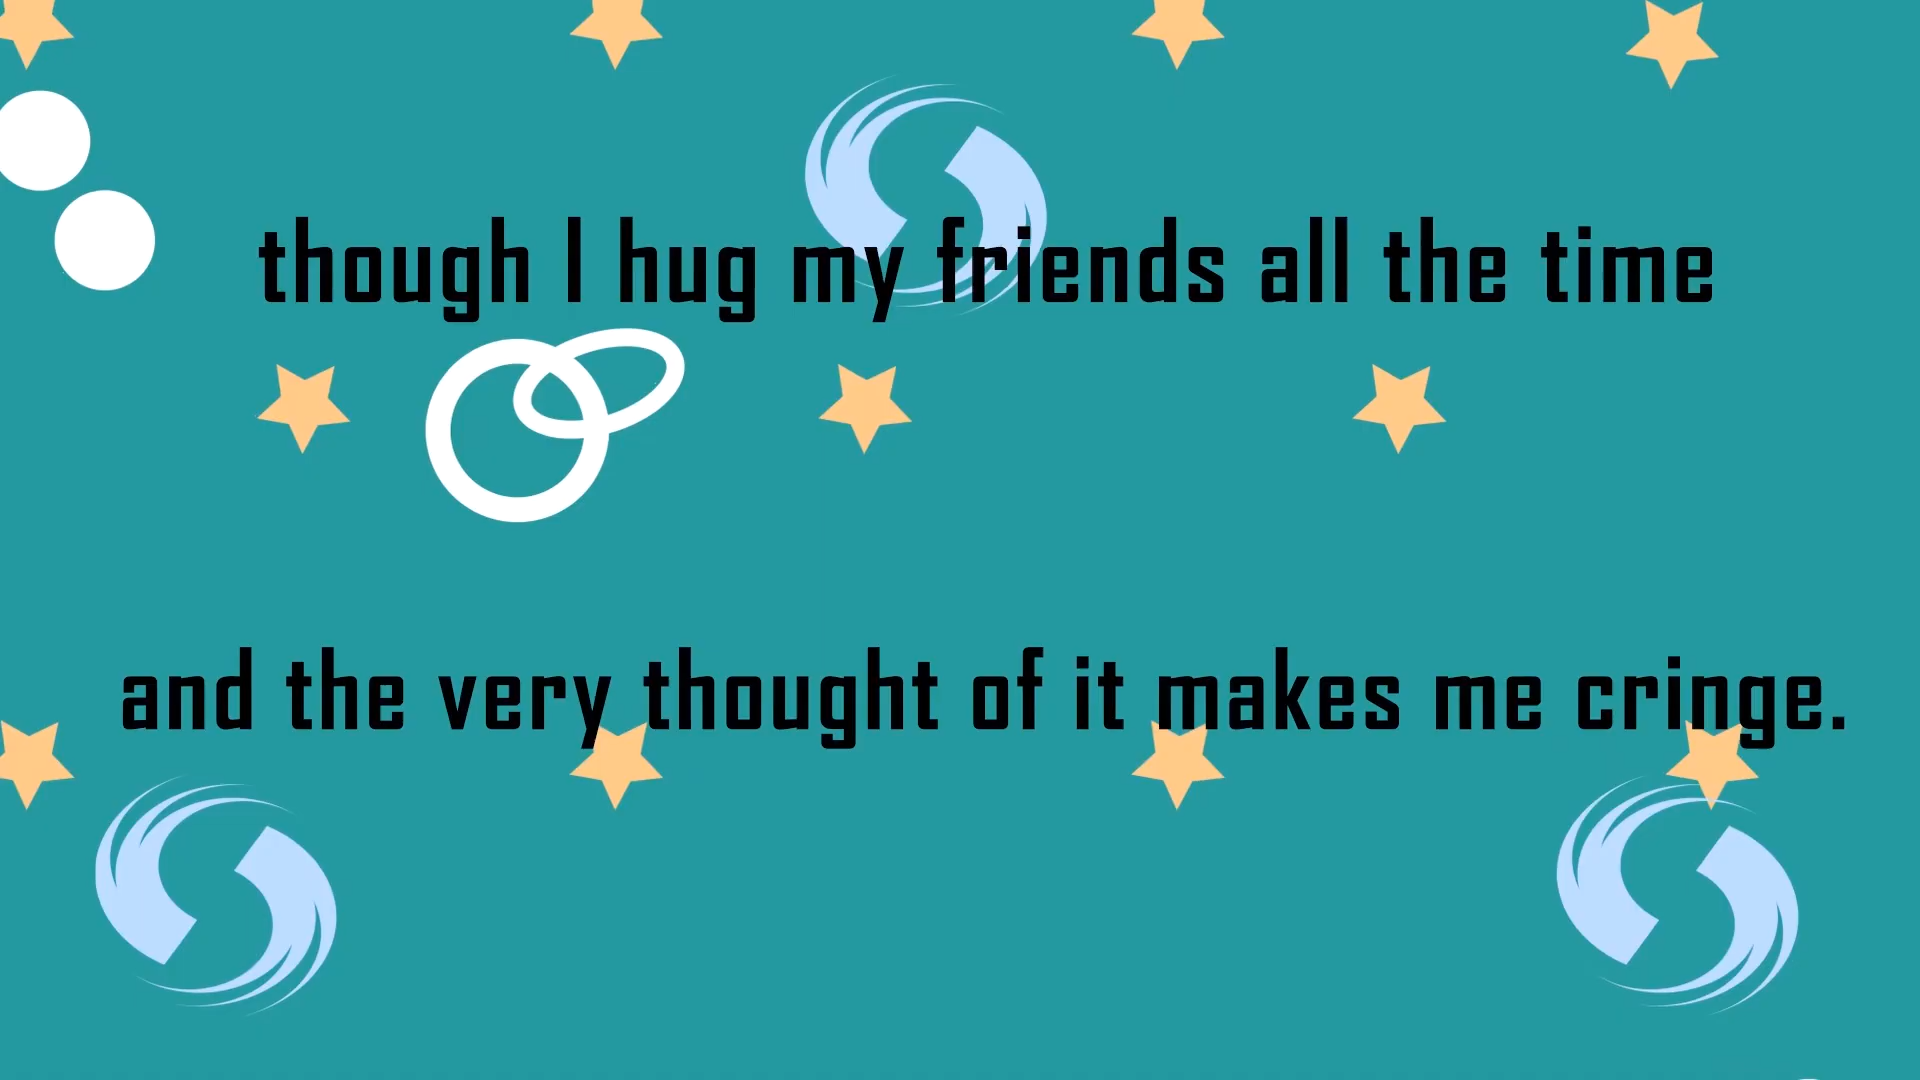 though I hug my friends all the time
and the very thought of it makes me cringe.